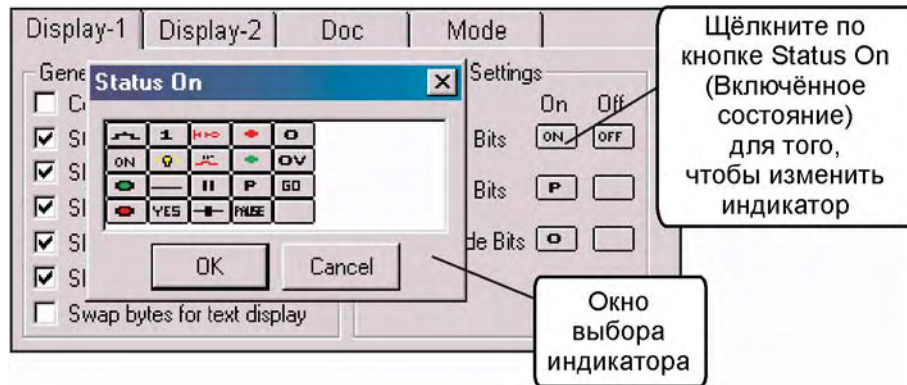 Display-1 Display-2 Doc Mode
Gene
Status On
Settings
On Off
Bits ON OFF
Bits P
de Bits O
1 O
ON OV
P GO
YES PAUSE
OK Cancel
Swap bytes for text display
Щёлкните по
кнопке Status On
(Включённое
состояние)
для того,
чтобы изменить
индикатор
Окно
выбора
индикатора